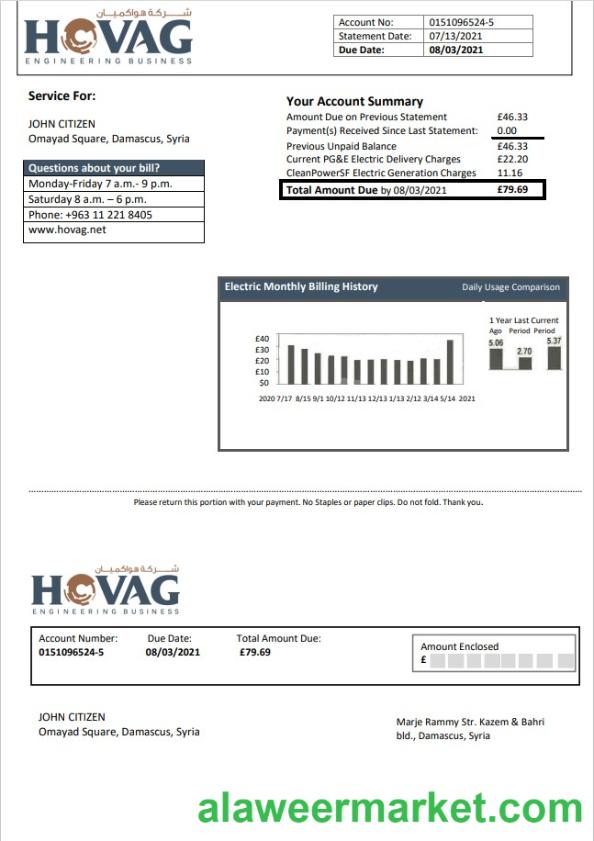 شركة هواكميان
HOVAG
ENGINEERING BUSINESS
Account No: 0151096524-5
Statement Date: 07/13/2021
Due Date: 08/03/2021
Service For:
JOHN CITIZEN
Omayad Square, Damascus, Syria
Questions about your bill?
Monday-Friday 7 a.m.- 9 p.m.
Saturday 8 a.m. – 6 p.m.
Phone: +963 11 221 8405
www.hovag.net
Your Account Summary
Amount Due on Previous Statement £46.33
Payment(s) Received Since Last Statement: 0.00
Previous Unpaid Balance £46.33
Current PG&E Electric Delivery Charges £22.20
CleanPowerSF Electric Generation Charges 11.16
Total Amount Due by 08/03/2021 £79.69
Electric Monthly Billing History Daily Usage Comparison
1 Year Last Current
Ago Period Period
5.06 2.70 5.37
£40
£30
£20
£10
$0
2020 7/17 8/15 9/1 10/12 11/13 12/13 1/13 2/12 3/14 5/14 2021
Please return this portion with your payment. No Staples or paper clips. Do not fold. Thank you.
شركة هواكميان
HOVAG
ENGINEERING BUSINESS
Account Number: Due Date: Total Amount Due:
0151096524-5 08/03/2021 £79.69
Amount Enclosed
£
JOHN CITIZEN
Omayad Square, Damascus, Syria
Marje Rammy Str. Kazem & Bahri
bld., Damascus, Syria
alaweermarket.com